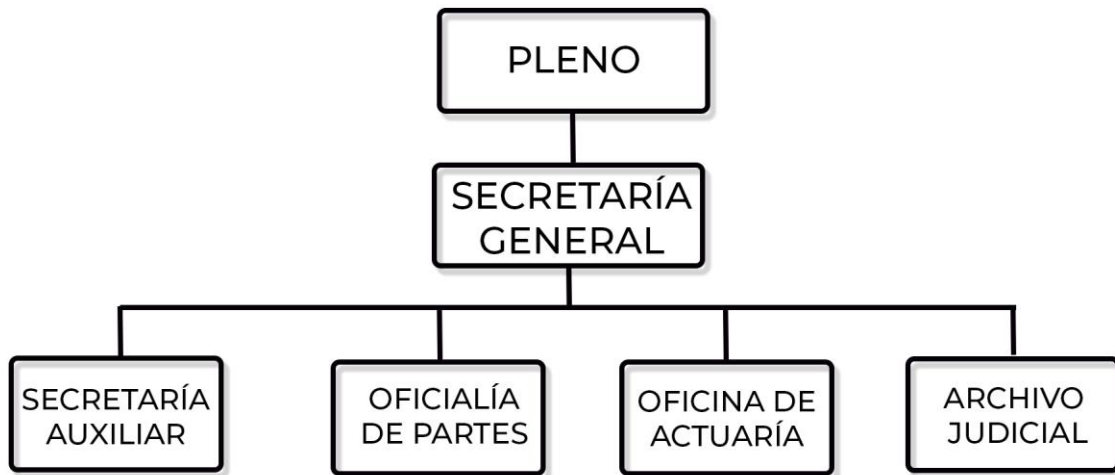 PLENO
SECRETARÍA
GENERAL
SECRETARÍA
AUXILIAR
OFICIALÍA
DE PARTES
OFICINA DE
ACTUARÍA
ARCHIVO
JUDICIAL